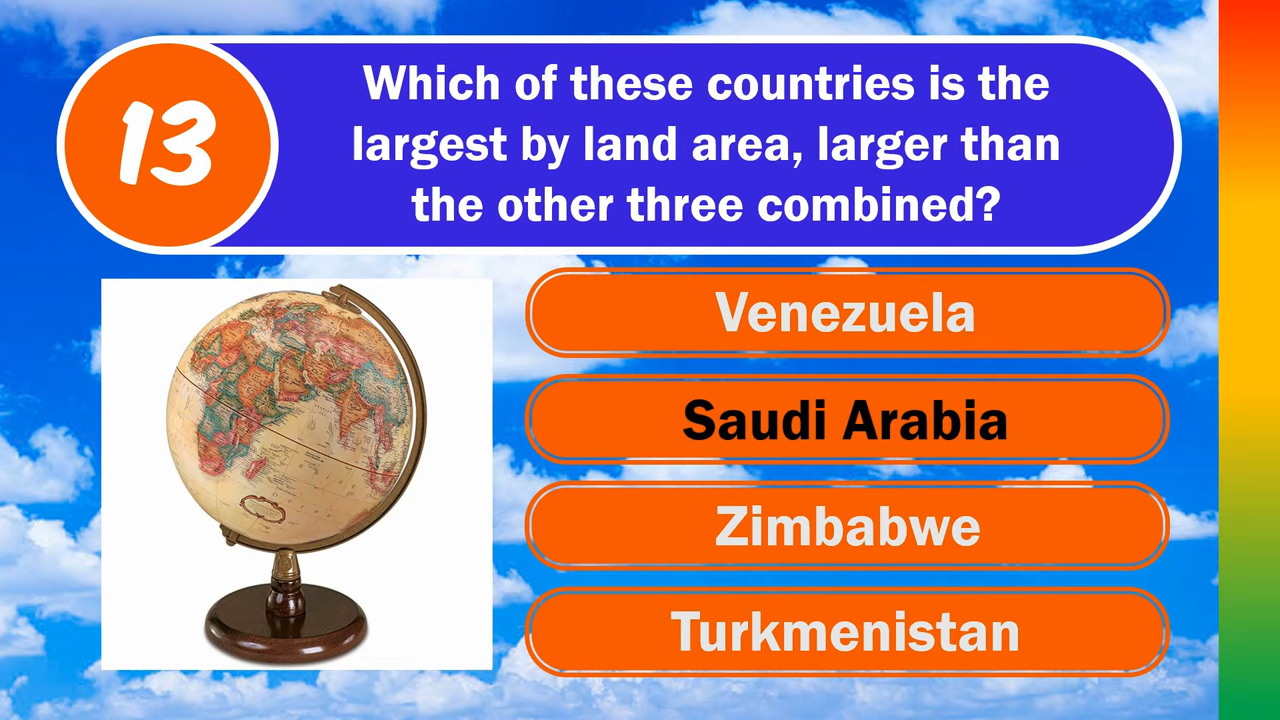 13
Which of these countries is the
largest by land area, larger than
the other three combined?
Venezuela
Saudi Arabia
Zimbabwe
Turkmenistan